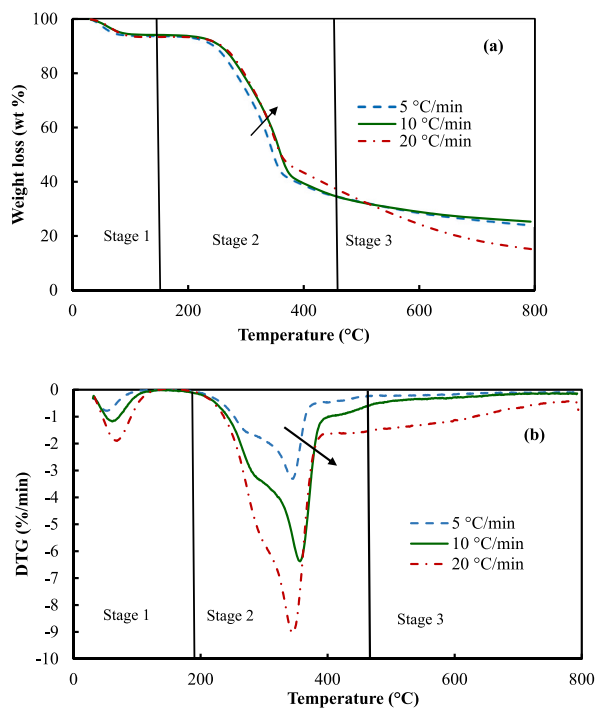 100
80
60
40
20
0
Weight loss (wt %)
(a)
5 °C/min
10 °C/min
20 °C/min
Stage 1
Stage 2
Stage 3
0 200 400 600 800
Temperature (°C)
0
-1
-2
-3
-4
-5
-6
-7
-8
-9
-10
DTG (%/min)
(b)
5 °C/min
10 °C/min
20 °C/min
Stage 1
Stage 2
Stage 3
0 200 400 600 800
Temperature (°C)